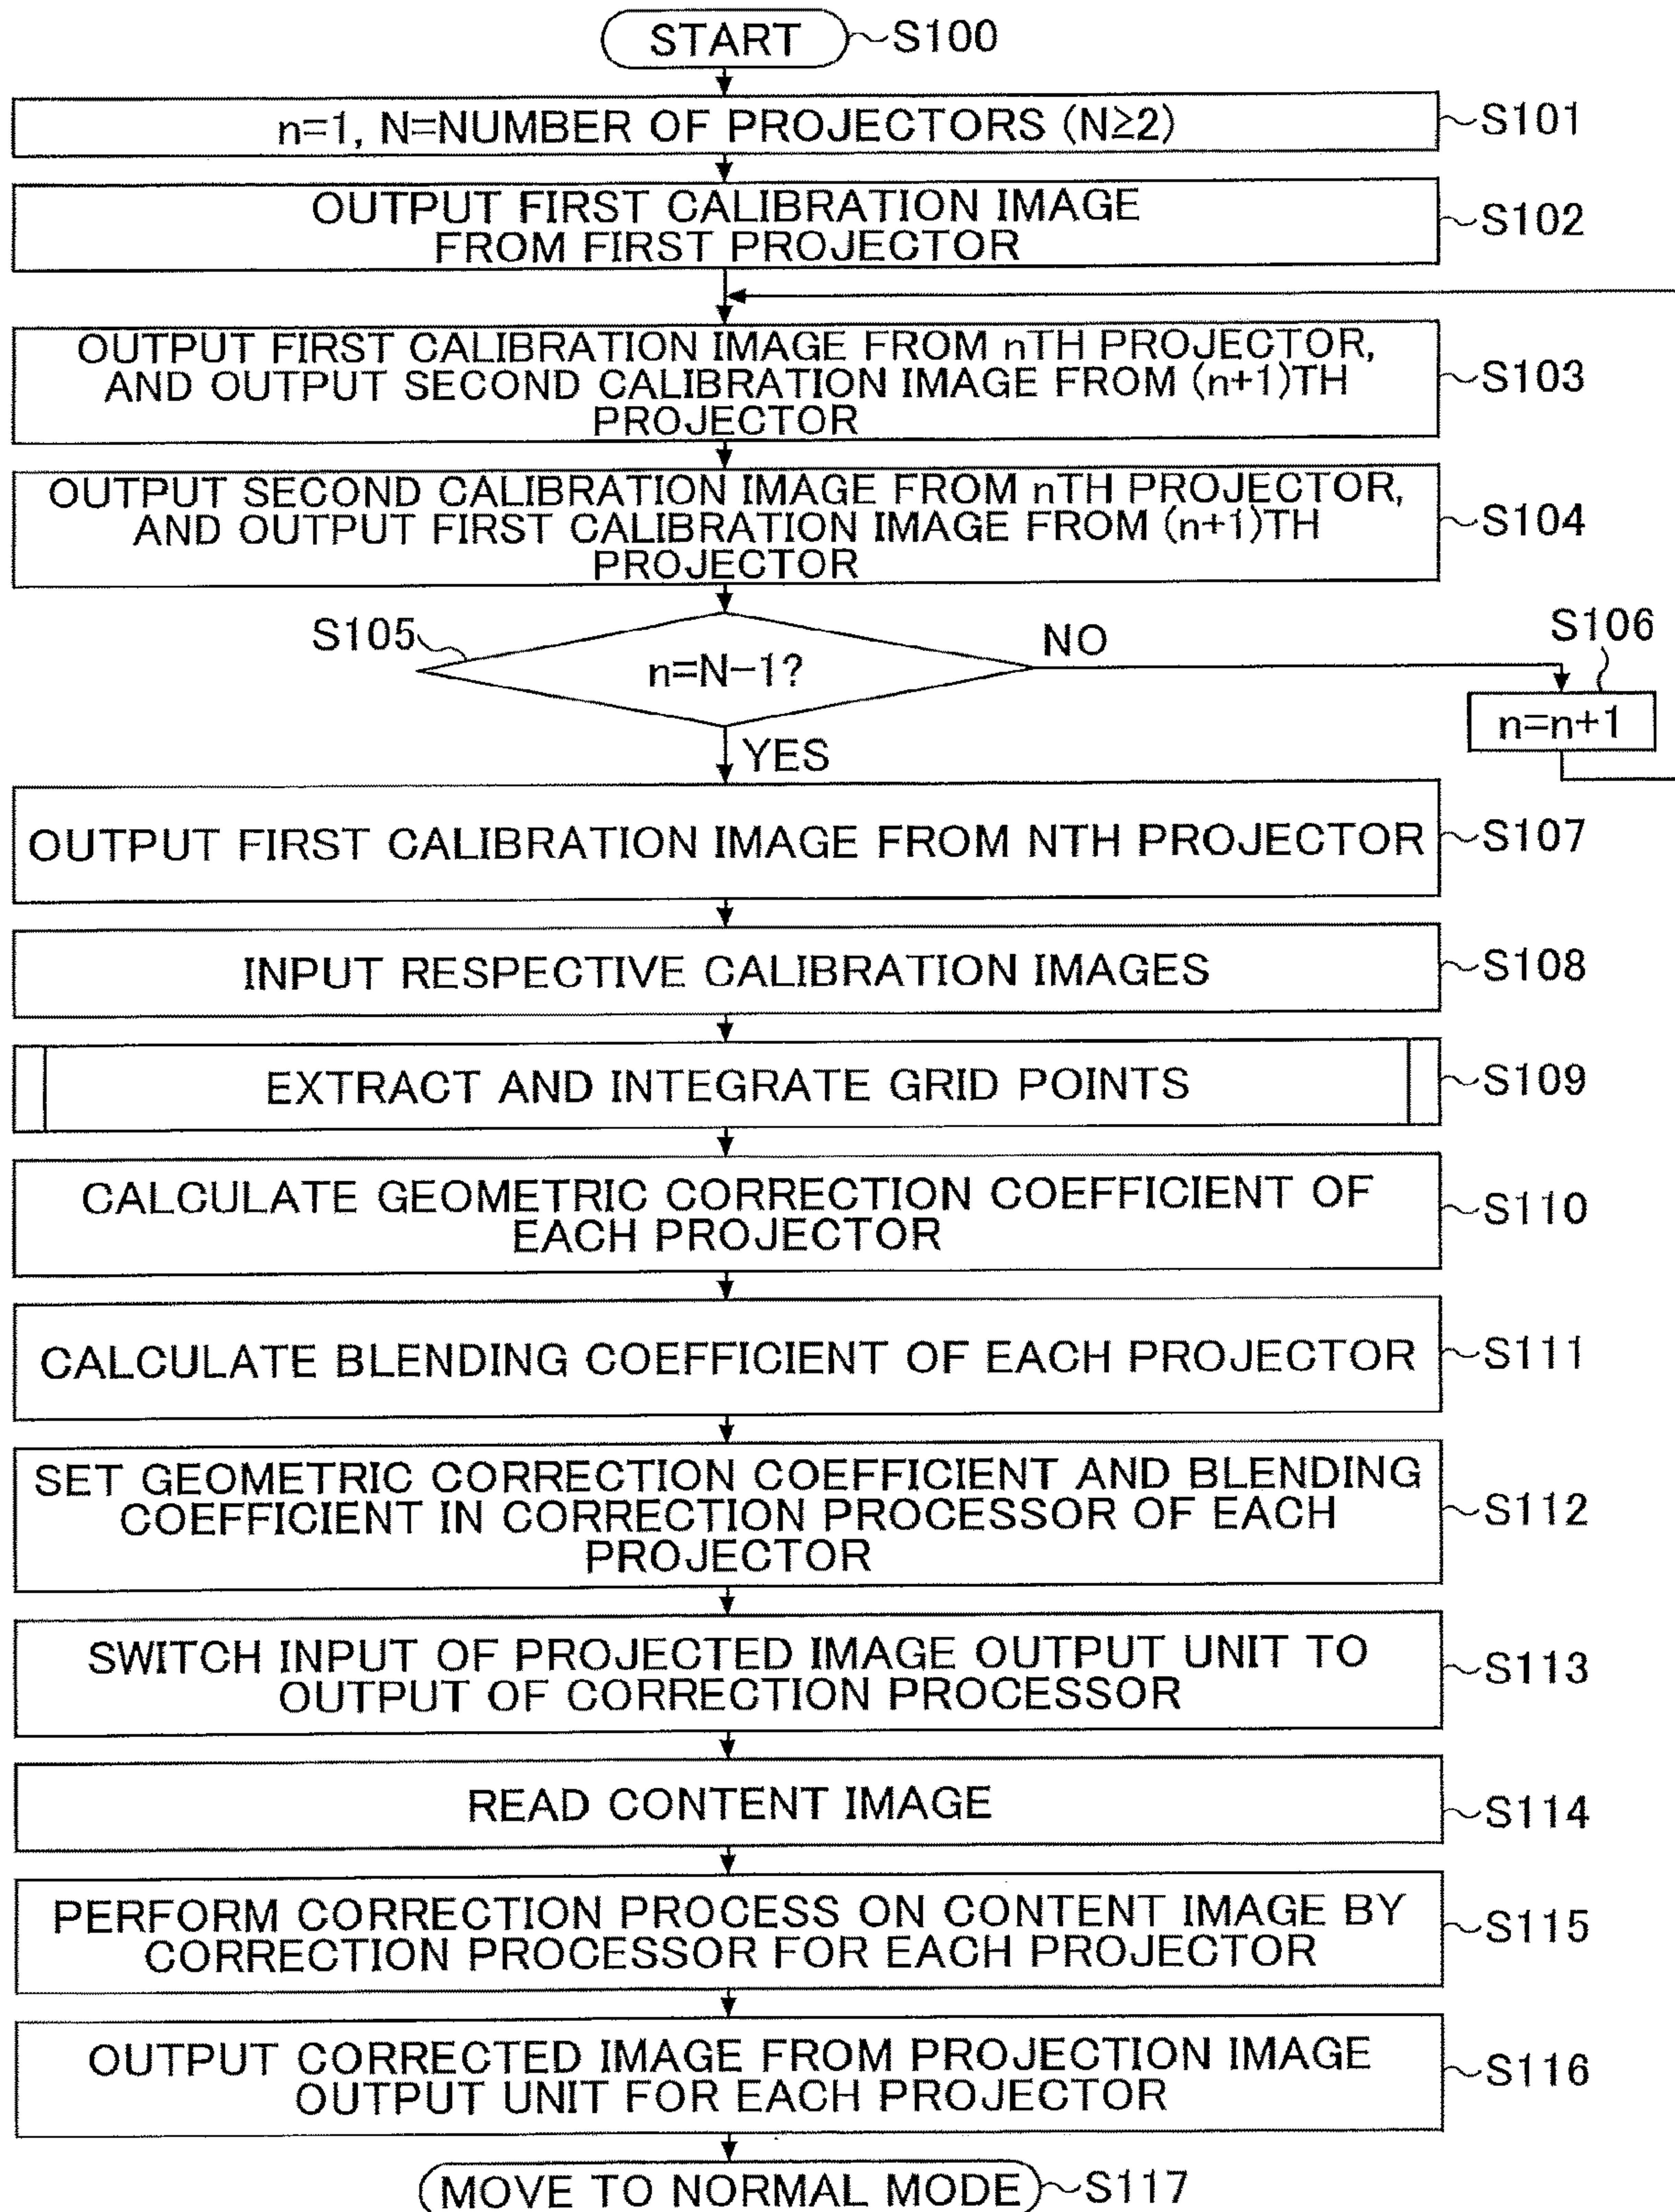 START
S100
n=1, N=NUMBER OF PROJECTORS (N≥2)
S101
OUTPUT FIRST CALIBRATION IMAGE
FROM FIRST PROJECTOR
S102
OUTPUT FIRST CALIBRATION IMAGE FROM nTH PROJECTOR,
AND OUTPUT SECOND CALIBRATION IMAGE FROM (n+1)TH
PROJECTOR
S103
OUTPUT SECOND CALIBRATION IMAGE FROM nTH PROJECTOR,
AND OUTPUT FIRST CALIBRATION IMAGE FROM (n+1)TH
PROJECTOR
S104
S105
n=N-1?
NO
S106
n=n+1
YES
OUTPUT FIRST CALIBRATION IMAGE FROM NTH PROJECTOR
S107
INPUT RESPECTIVE CALIBRATION IMAGES
S108
EXTRACT AND INTEGRATE GRID POINTS
S109
CALCULATE GEOMETRIC CORRECTION COEFFICIENT OF
EACH PROJECTOR
S110
CALCULATE BLENDING COEFFICIENT OF EACH PROJECTOR
S111
SET GEOMETRIC CORRECTION COEFFICIENT AND BLENDING
COEFFICIENT IN CORRECTION PROCESSOR OF EACH
PROJECTOR
S112
SWITCH INPUT OF PROJECTED IMAGE OUTPUT UNIT TO
OUTPUT OF CORRECTION PROCESSOR
S113
READ CONTENT IMAGE
S114
PERFORM CORRECTION PROCESS ON CONTENT IMAGE BY
CORRECTION PROCESSOR FOR EACH PROJECTOR
S115
OUTPUT CORRECTED IMAGE FROM PROJECTION IMAGE
OUTPUT UNIT FOR EACH PROJECTOR
S116
MOVE TO NORMAL MODE
S117